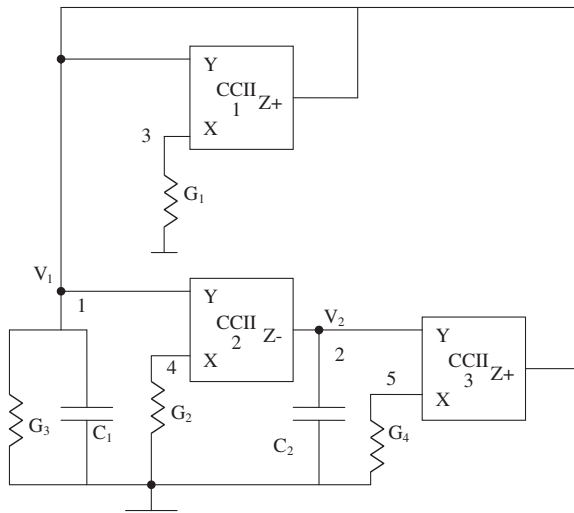 Y
CCII
1
Z+
X
3
G₁
V₁
1
Y
CCII
2
Z-
X
4
G₂
V₂
2
Y
CCII
3
Z+
X
5
G₃
C₁
C₂
G₄